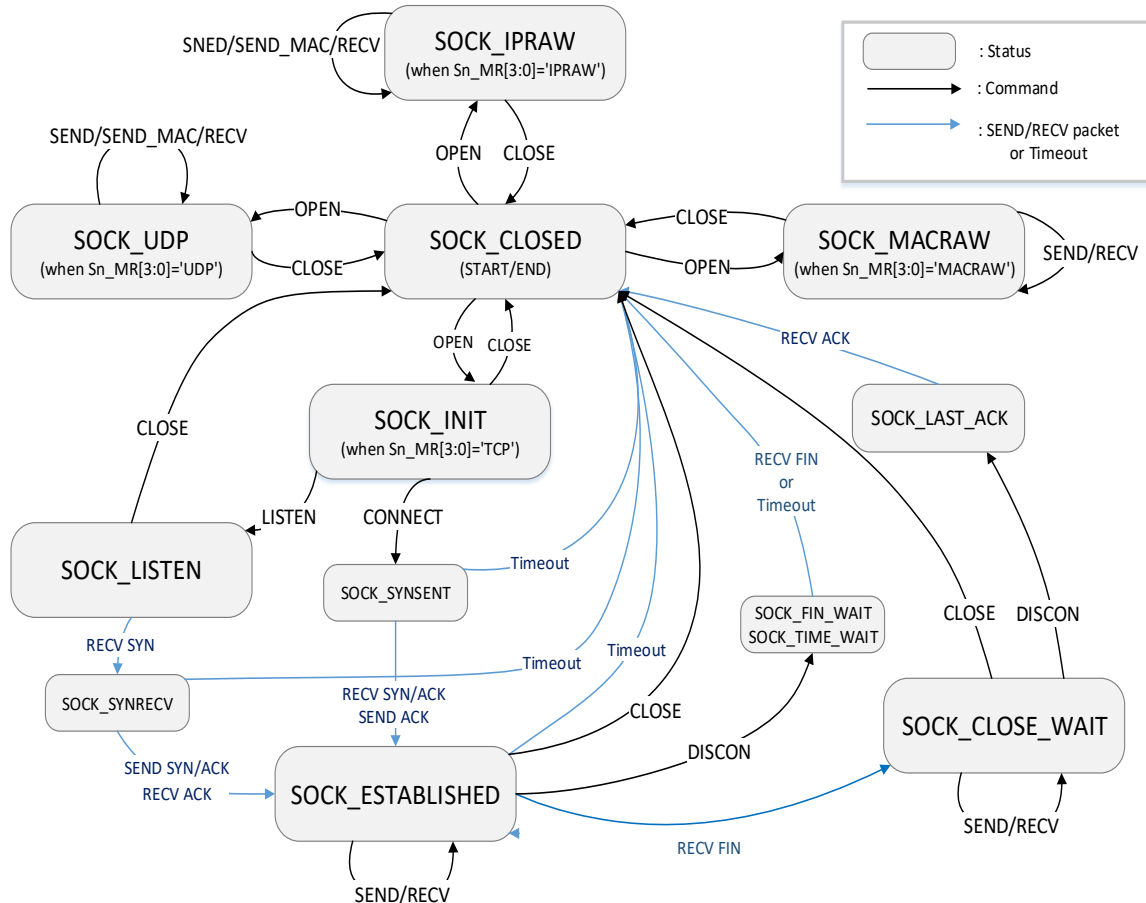 SNED/SEND_MAC/RECV
SOCK_IPRAW
(when Sn_MR[3:0]='IPRAW')
: Status
: Command
: SEND/RECV packet
or Timeout
SEND/SEND_MAC/RECV
OPEN
CLOSE
OPEN
CLOSE
SOCK_UDP
(when Sn_MR[3:0]='UDP')
CLOSE
SOCK_CLOSED
(START/END)
OPEN
SOCK_MACRAW
(when Sn_MR[3:0]='MACRAW')
SEND/RECV
OPEN
CLOSE
RECV ACK
SOCK_INIT
(when Sn_MR[3:0]='TCP')
SOCK_LAST_ACK
CLOSE
RECV FIN
or
Timeout
LISTEN
CONNECT
SOCK_LISTEN
Timeout
SOCK_SYNSENT
SOCK_FIN_WAIT
SOCK_TIME_WAIT
CLOSE
DISCON
RECV SYN
Timeout
Timeout
SOCK_SYNRECV
RECV SYN/ACK
SEND ACK
CLOSE
SOCK_CLOSE_WAIT
DISCON
SEND SYN/ACK
RECV ACK
SOCK_ESTABLISHED
SEND/RECV
RECV FIN
SEND/RECV